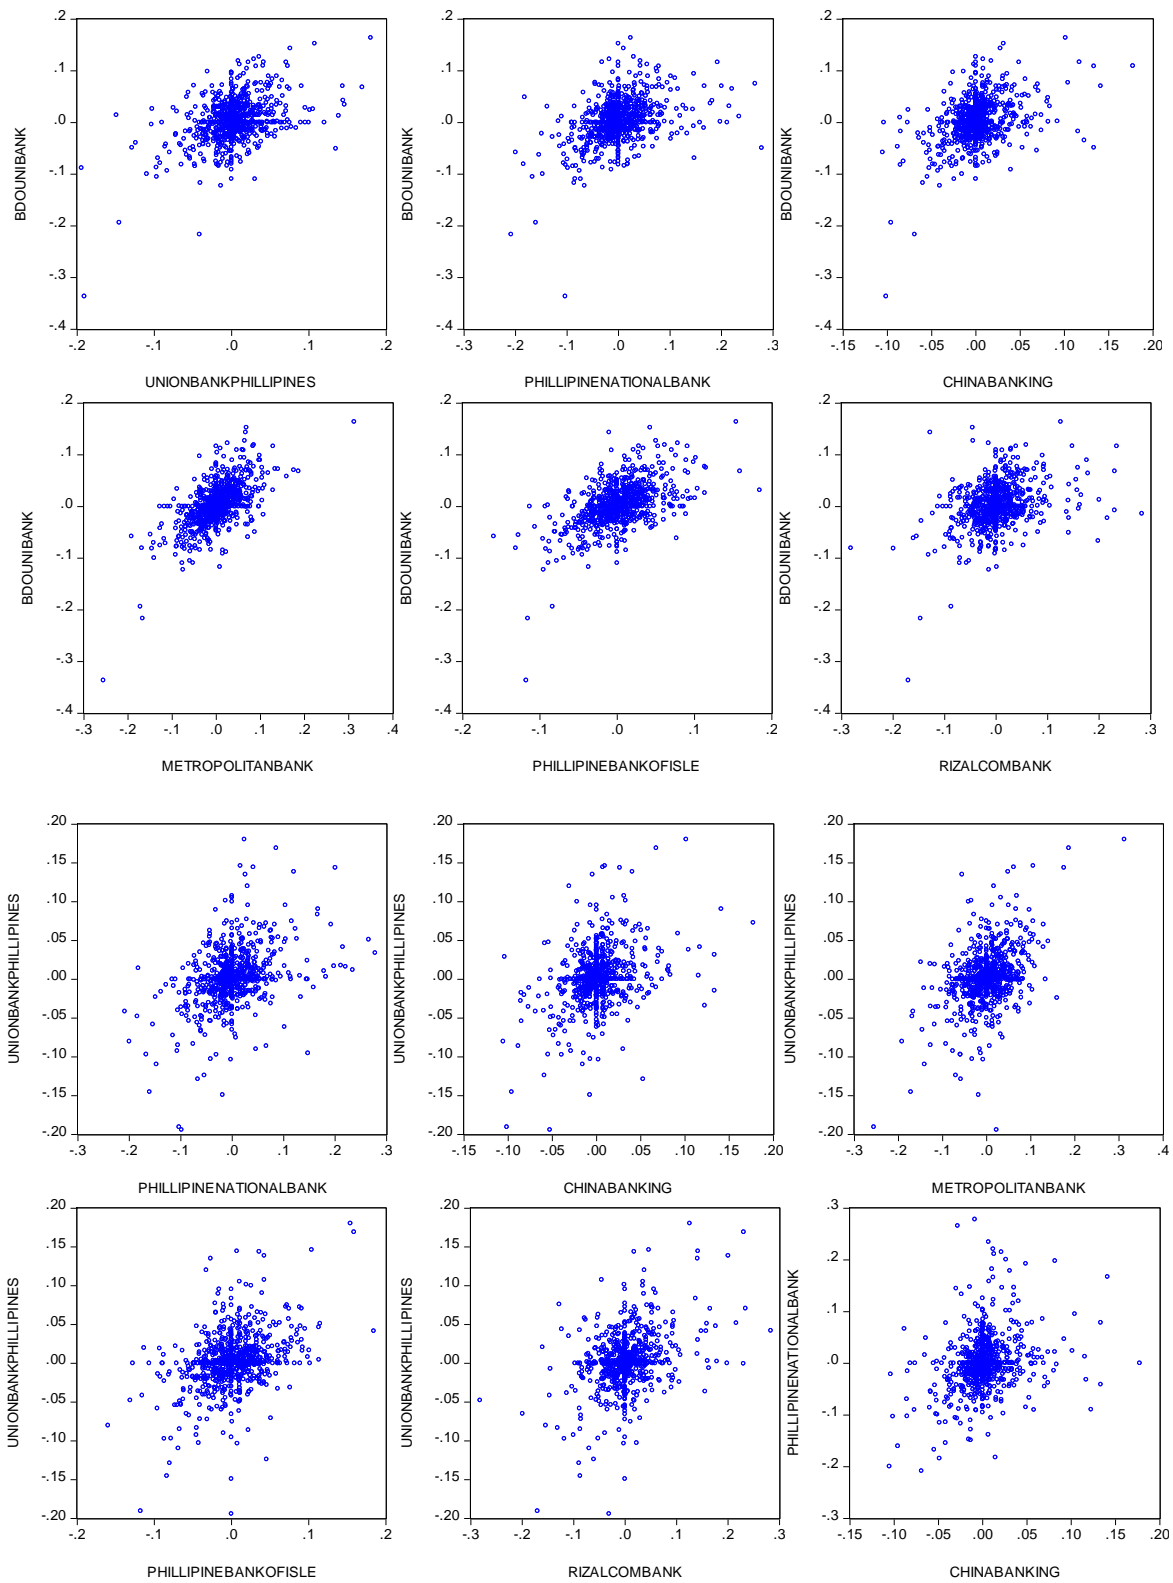 .2 .2 .2
.1 .1 .1
.0 .0 .0
-.1 -.1 -.1
-.2 -.2 -.2
-.3 -.3 -.3
-.4 -.4 -.4
BDOUNIBANK BDOUNIBANK BDOUNIBANK
-.2 -.1 .0 .1 .2 -.3 -.2 -.1 .0 .1 .2 .3 -.15 -.10 -.05 .00 .05 .10 .15 .20
UNIONBANKPHILLIPINES PHILLIPINENATIONALBANK CHINABANKING
.2 .2 .2
.1 .1 .1
.0 .0 .0
-.1 -.1 -.1
-.2 -.2 -.2
-.3 -.3 -.3
-.4 -.4 -.4
BDOUNIBANK BDOUNIBANK BDOUNIBANK
-.3 -.2 -.1 .0 .1 .2 .3 .4 -.2 -.1 .0 .1 .2 -.3 -.2 -.1 .0 .1 .2 .3
METROPOLITANBANK PHILLIPINEBANKOFISLE RIZALCOMBANK
.20 .20 .20
.15 .15 .15
.10 .10 .10
.05 .05 .05
.00 .00 .00
-.05 -.05 -.05
-.10 -.10 -.10
-.15 -.15 -.15
-.20 -.20 -.20
UNIONBANKPHILLIPINES UNIONBANKPHILLIPINES UNIONBANKPHILLIPINES
-.3 -.2 -.1 .0 .1 .2 .3 -.15 -.10 -.05 .00 .05 .10 .15 .20 -.3 -.2 -.1 .0 .1 .2 .3 .4
PHILLIPINENATIONALBANK CHINABANKING METROPOLITANBANK
.20 .20 .3
.15 .15
.10 .10 .2
.05 .05 .1
.00 .00 .0
-.05 -.05 -.1
-.10 -.10
-.15 -.15 -.2
-.20 -.20 -.3
UNIONBANKPHILLIPINES UNIONBANKPHILLIPINES PHILLIPINENATIONALBANK
-.2 -.1 .0 .1 .2 -.3 -.2 -.1 .0 .1 .2 .3 -.15 -.10 -.05 .00 .05 .10 .15 .20
PHILLIPINEBANKOFISLE RIZALCOMBANK CHINABANKING